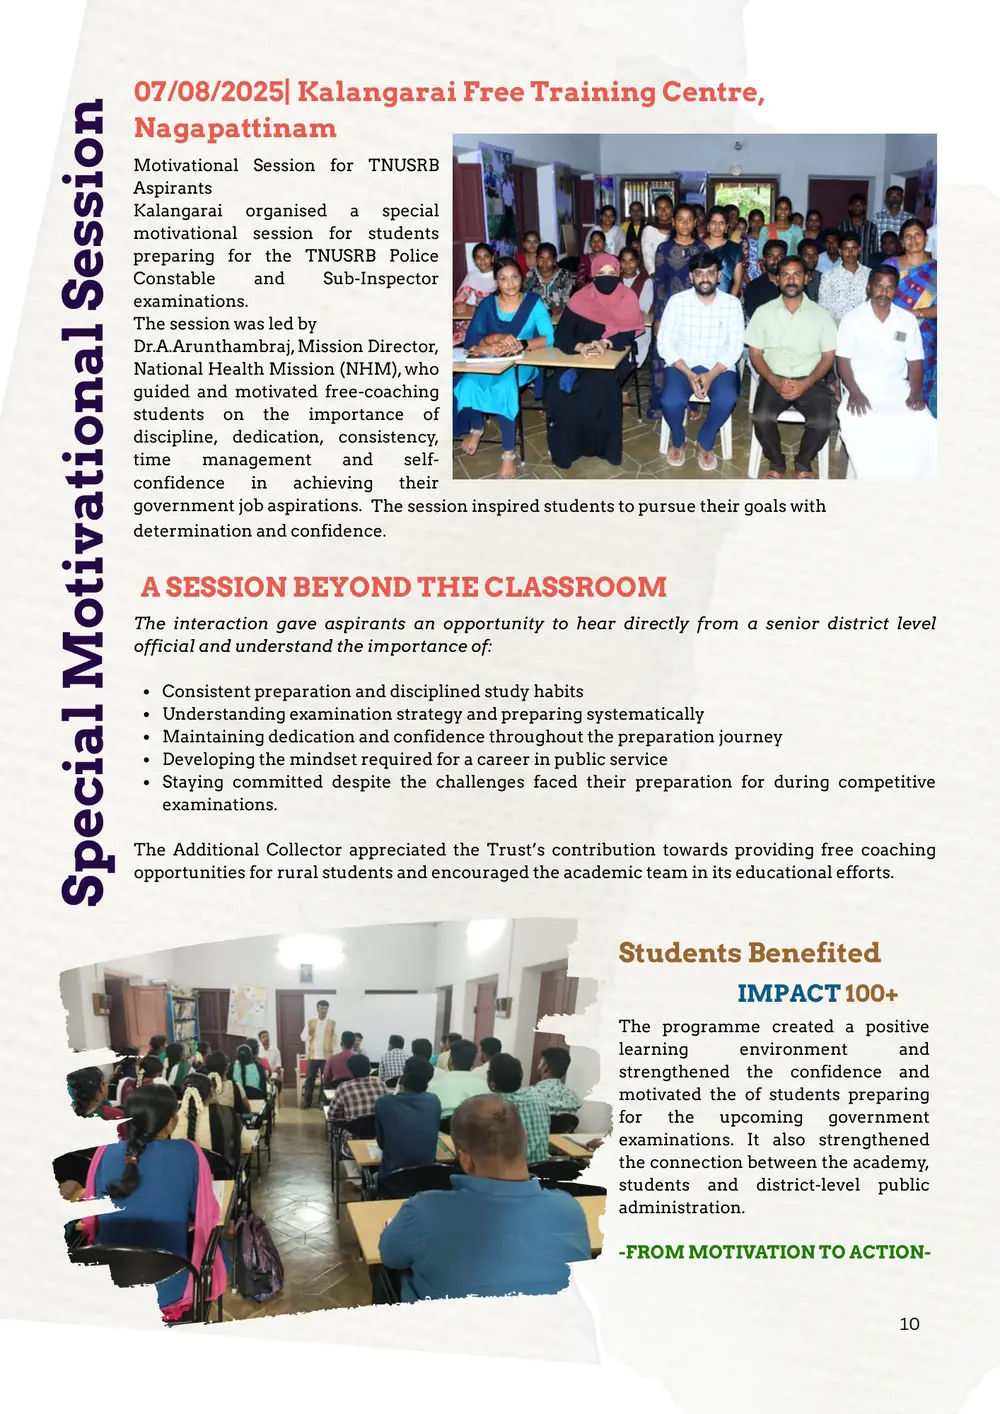 Special Motivational Session
07/08/2025| Kalangarai Free Training Centre,
Nagapattinam
Motivational Session for TNUSRB
Aspirants
Kalangarai organised a special
motivational session for students
preparing for the TNUSRB Police
Constable and Sub-Inspector
examinations.
The session was led by
Dr.A.Arunthambraj, Mission Director,
National Health Mission (NHM), who
guided and motivated free-coaching
students on the importance of
discipline, dedication, consistency,
time management and self-
confidence in achieving their
government job aspirations. The session inspired students to pursue their goals with
determination and confidence.
A SESSION BEYOND THE CLASSROOM
The interaction gave aspirants an opportunity to hear directly from a senior district level
official and understand the importance of:
• Consistent preparation and disciplined study habits
• Understanding examination strategy and preparing systematically
• Maintaining dedication and confidence throughout the preparation journey
• Developing the mindset required for a career in public service
• Staying committed despite the challenges faced their preparation for during competitive
examinations.
The Additional Collector appreciated the Trust’s contribution towards providing free coaching
opportunities for rural students and encouraged the academic team in its educational efforts.
Students Benefited
IMPACT 100+
The programme created a positive
learning environment and
strengthened the confidence and
motivated the of students preparing
for the upcoming government
examinations. It also strengthened
the connection between the academy,
students and district-level public
administration.
-FROM MOTIVATION TO ACTION-
10